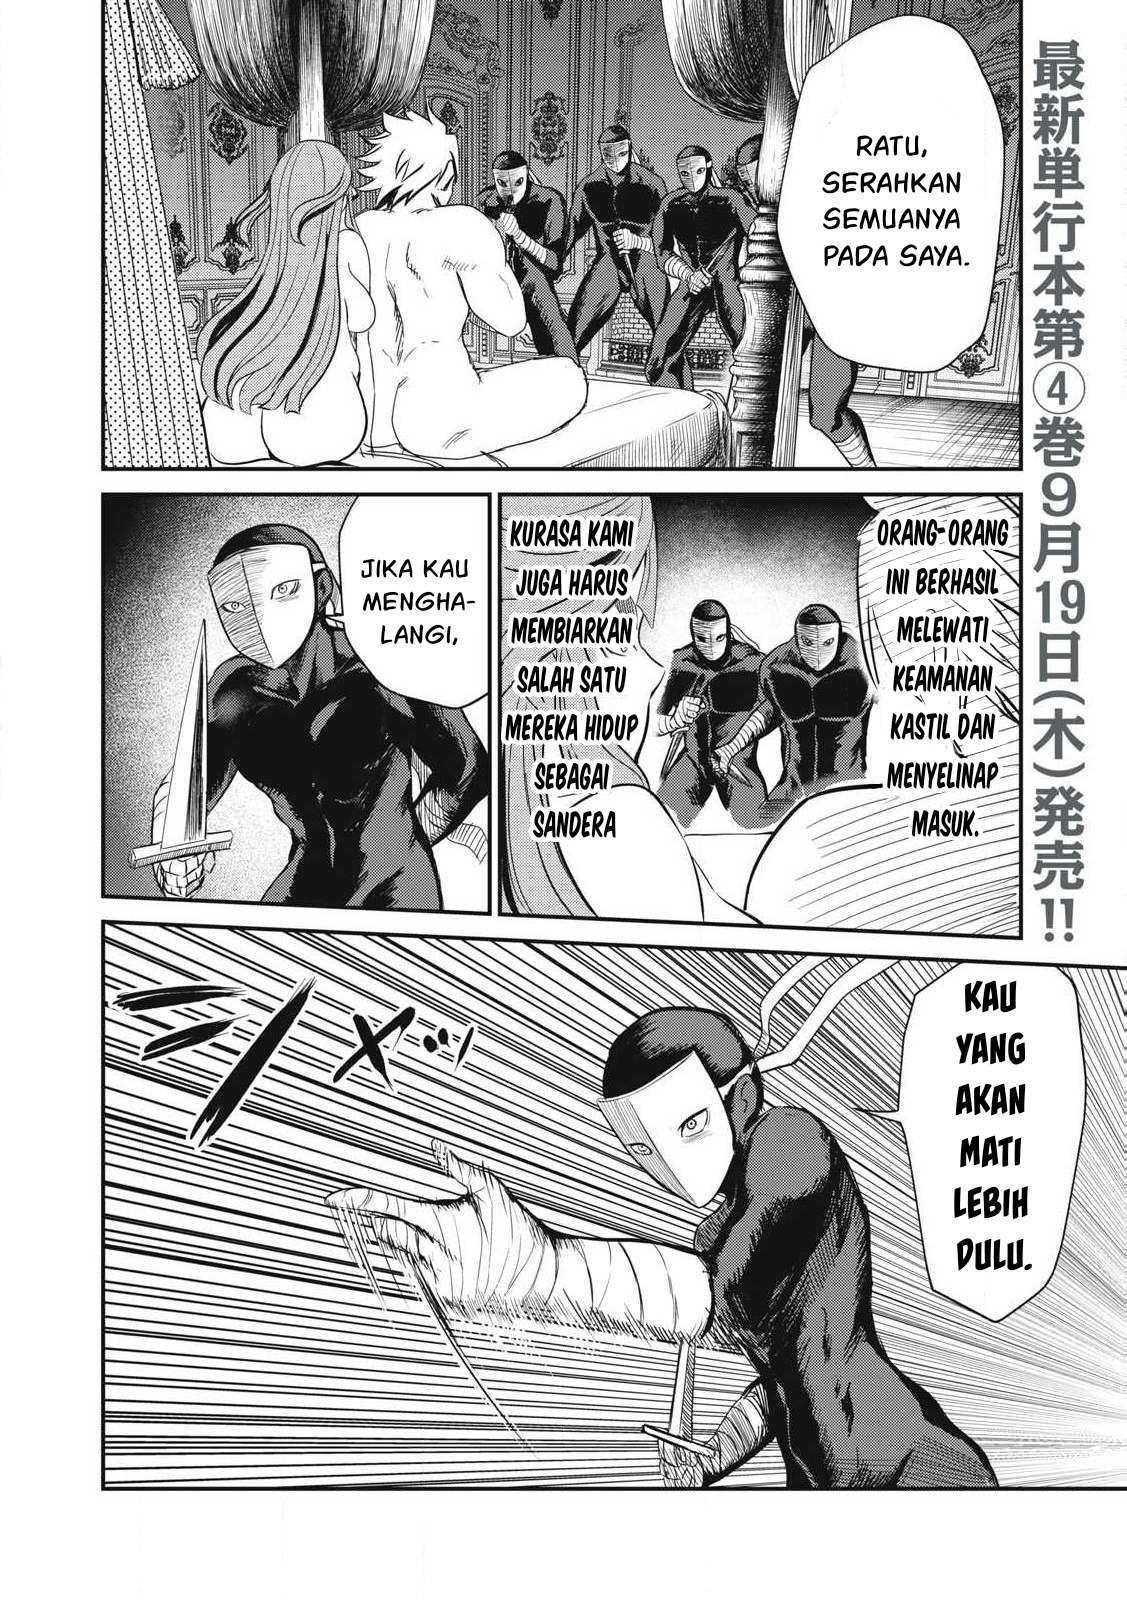 RATU,
SERAHKAN
SEMUANYA
PADA SAYA.
最新単行本第④巻９月19日(木)発売!!
ORANG-ORANG
INI BERHASIL
MELEWATI
KEAMANAN
KASTIL DAN
MENYELINAP
MASUK.
KURASA KAMI
JUGA HARUS
MEMBIARKAN
SALAH SATU
MEREKA HIDUP
SEBAGAI
SANDERA
JIKA KAU
MENGHA-
LANGI,
KAU
YANG
AKAN
MATI
LEBIH
DULU.